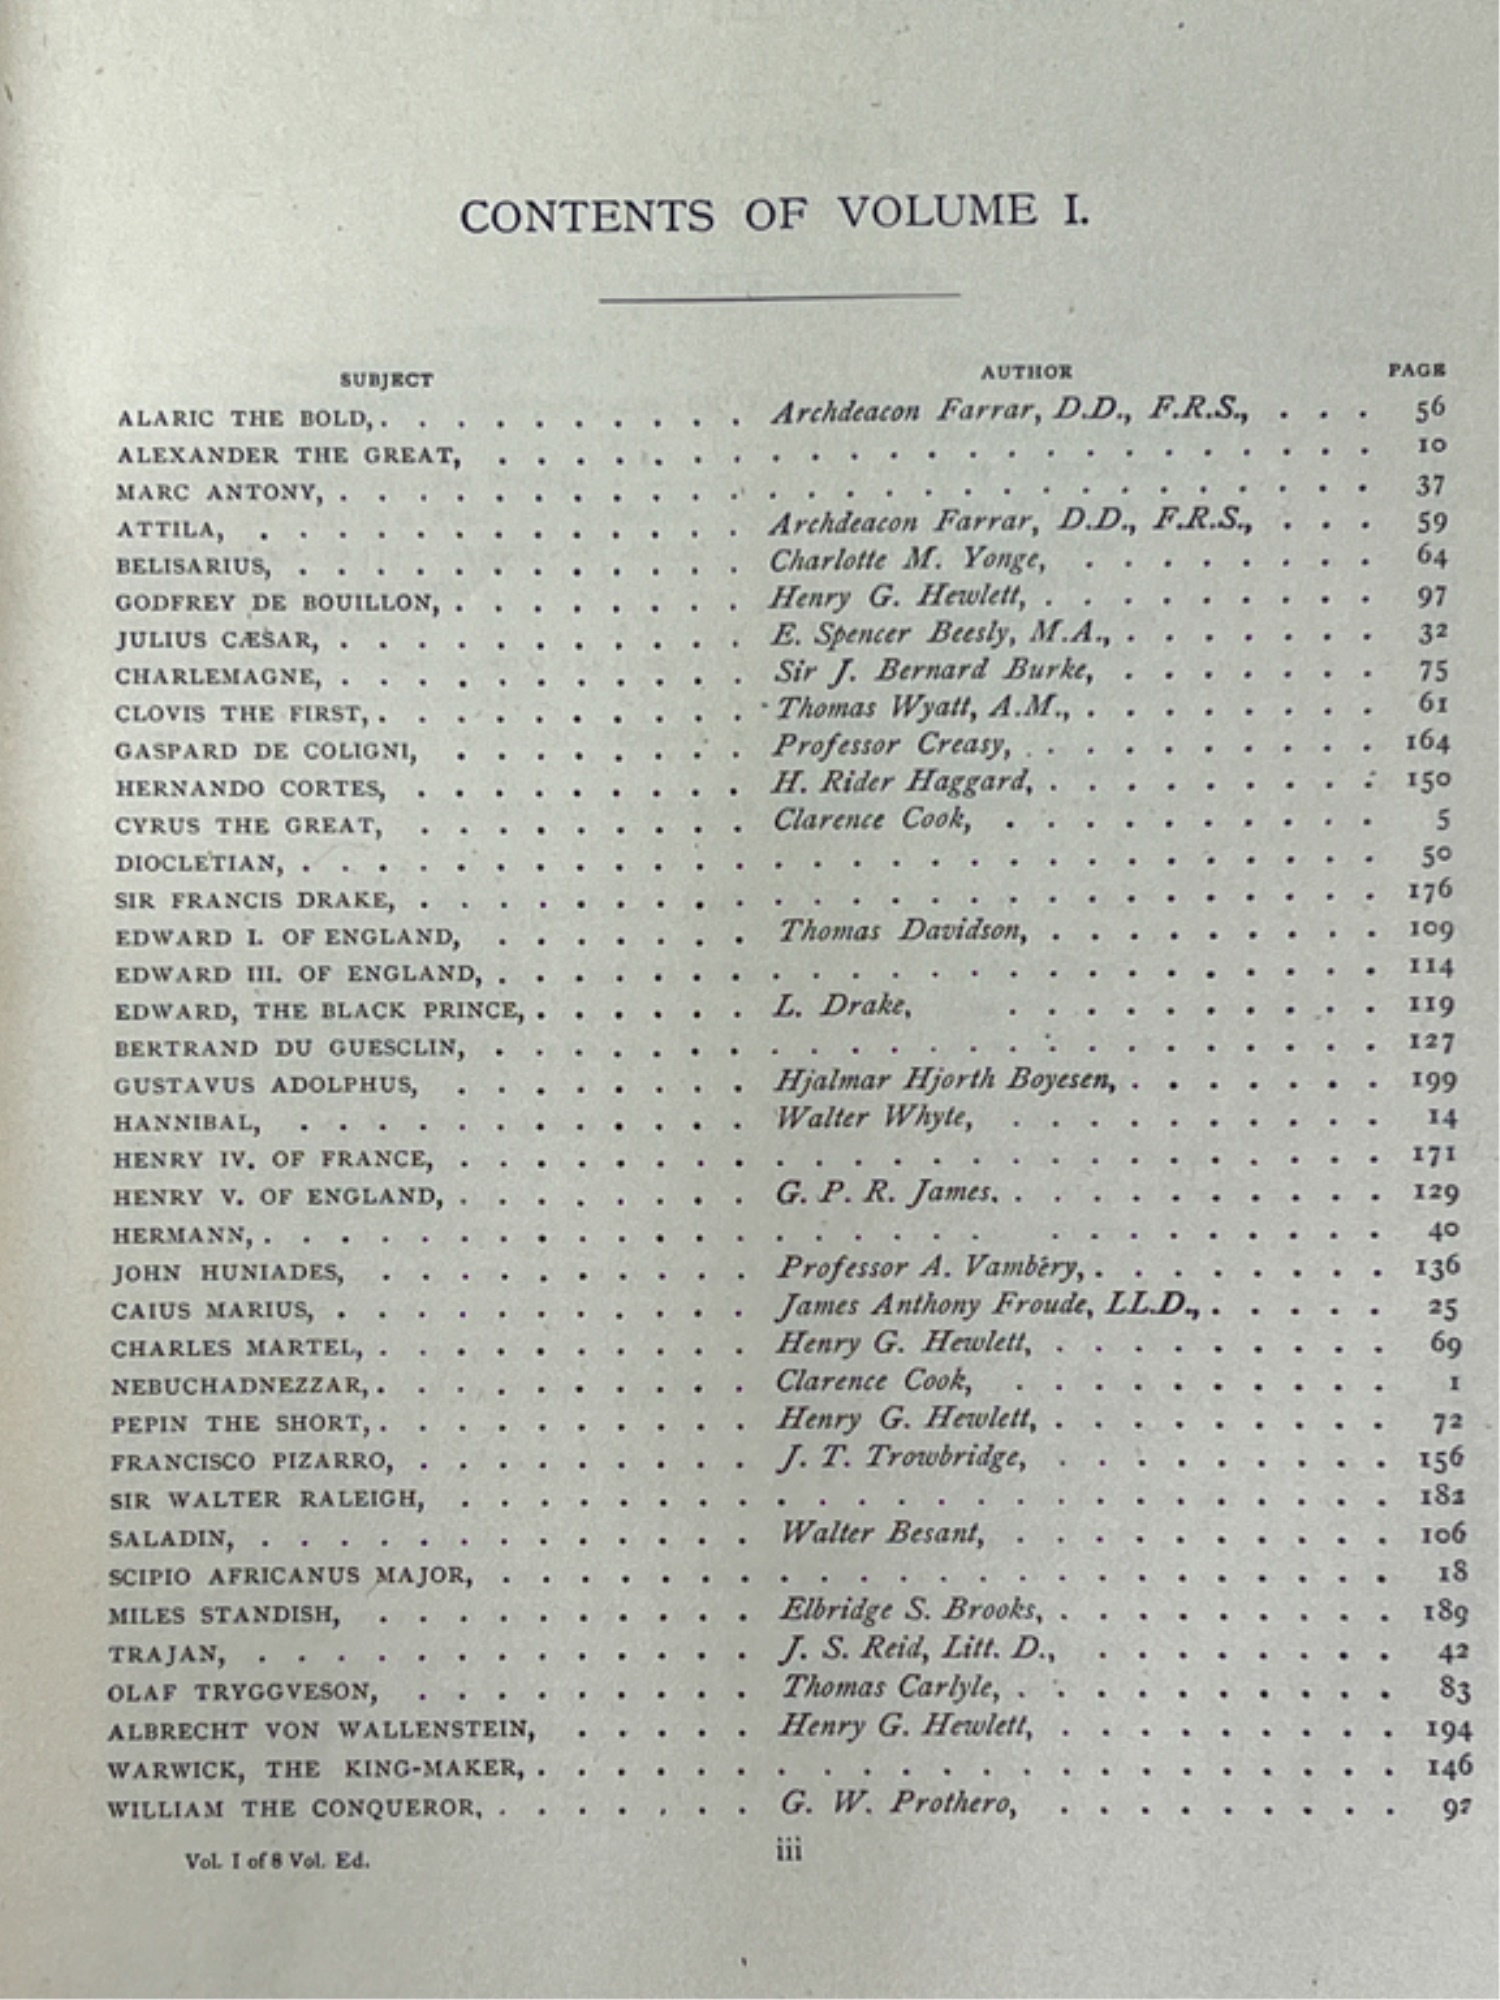 CONTENTS OF VOLUME I.
SUBJECT AUTHOR PAGE
ALARIC THE BOLD, . . . . . . . . . . Archdeacon Farrar, D.D., F.R.S., . . . 56
ALEXANDER THE GREAT, . . . . . . . . . . . . . . . . . . . . . . . 10
MARC ANTONY, . . . . . . . . . . . . . . . . . . . . . . . . . . . 37
ATTILA, . . . . . . . . . . . . . Archdeacon Farrar, D.D., F.R.S., . . . 59
BELISARIUS, . . . . . . . . . . . . Charlotte M. Yonge, . . . . . . . . 64
GODFREY DE BOUILLON, . . . . . . . . Henry G. Hewlett, . . . . . . . . . 97
JULIUS CÆSAR, . . . . . . . . . . . E. Spencer Beesly, M.A., . . . . . . . 32
CHARLEMAGNE, . . . . . . . . . . . Sir J. Bernard Burke, . . . . . . . 75
CLOVIS THE FIRST, . . . . . . . . . . Thomas Wyatt, A.M., . . . . . . . . 61
GASPARD DE COLIGNI, . . . . . . . . Professor Creasy, . . . . . . . . . . 164
HERNANDO CORTES, . . . . . . . . . H. Rider Haggard, . . . . . . . . . 150
CYRUS THE GREAT, . . . . . . . . . Clarence Cook, . . . . . . . . . . 5
DIOCLETIAN, . . . . . . . . . . . . . . . . . . . . . . . . . . . . 50
SIR FRANCIS DRAKE, . . . . . . . . . . . . . . . . . . . . . . . . . 176
EDWARD I. OF ENGLAND, . . . . . . . Thomas Davidson, . . . . . . . . . 109
EDWARD III. OF ENGLAND, . . . . . . . . . . . . . . . . . . . . . . . 114
EDWARD, THE BLACK PRINCE, . . . . . . L. Drake, . . . . . . . . . . 119
BERTRAND DU GUESCLIN, . . . . . . . . . . . . . . . . . . . . . . . 127
GUSTAVUS ADOLPHUS, . . . . . . . . Hjalmar Hjorth Boyesen, . . . . . . . 199
HANNIBAL, . . . . . . . . . . . . Walter Whyte, . . . . . . . . . . 14
HENRY IV. OF FRANCE, . . . . . . . . . . . . . . . . . . . . . . . . 171
HENRY V. OF ENGLAND, . . . . . . . . G. P. R. James. . . . . . . . . . . 129
HERMANN, . . . . . . . . . . . . . . . . . . . . . . . . . . . 40
JOHN HUNIADES, . . . . . . . . . . Professor A. Vambéry, . . . . . . . . 136
CAIUS MARIUS, . . . . . . . . . . . James Anthony Froude, LL.D., . . . . . 25
CHARLES MARTEL, . . . . . . . . . . Henry G. Hewlett, . . . . . . . . . 69
NEBUCHADNEZZAR, . . . . . . . . . . Clarence Cook, . . . . . . . . . . 1
PEPIN THE SHORT, . . . . . . . . . . Henry G. Hewlett, . . . . . . . . . 72
FRANCISCO PIZARRO, . . . . . . . . . J. T. Trowbridge, . . . . . . . . . 156
SIR WALTER RALEIGH, . . . . . . . . . . . . . . . . . . . . . . . . 182
SALADIN, . . . . . . . . . . . . . Walter Besant, . . . . . . . . . . 106
SCIPIO AFRICANUS MAJOR, . . . . . . . . . . . . . . . . . . . . . . . 18
MILES STANDISH, . . . . . . . . . . Elbridge S. Brooks, . . . . . . . . . 189
TRAJAN, . . . . . . . . . . . . . J. S. Reid, Litt. D., . . . . . . . . 42
OLAF TRYGGVESON, . . . . . . . . . Thomas Carlyle, . . . . . . . . . . 83
ALBRECHT VON WALLENSTEIN, . . . . . Henry G. Hewlett, . . . . . . . . . 194
WARWICK, THE KING-MAKER, . . . . . . . . . . . . . . . . . . . . . . 146
WILLIAM THE CONQUEROR, . . . . . . . G. W. Prothero, . . . . . . . . . 92
Vol. I of 8 Vol. Ed. iii